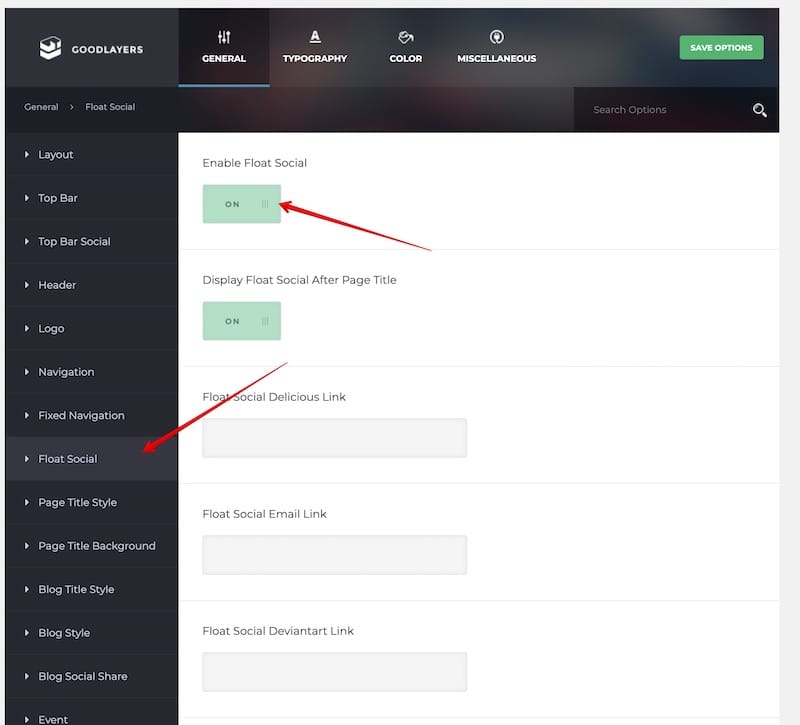 GOODLAYERS
GENERAL
TYPOGRAPHY
COLOR
MISCELLANEOUS
SAVE OPTIONS
General > Float Social
Search Options
Layout
Top Bar
Top Bar Social
Header
Logo
Navigation
Fixed Navigation
Float Social
Page Title Style
Page Title Background
Blog Title Style
Blog Style
Blog Social Share
Event
Enable Float Social
ON
Display Float Social After Page Title
ON
Float Social Delicious Link
Float Social Email Link
Float Social Deviantart Link